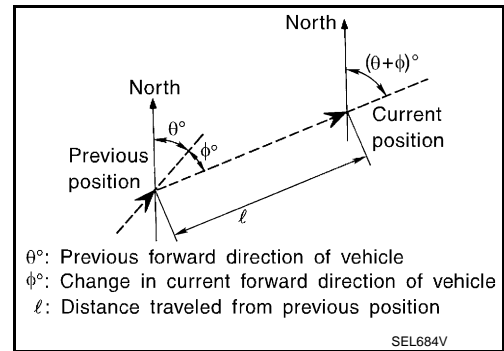 North
(θ+ϕ)°
North
θ°
ϕ°
Current
position
Previous
position
ℓ
θ°: Previous forward direction of vehicle
ϕ°: Change in current forward direction of vehicle
ℓ: Distance traveled from previous position
SEL684V